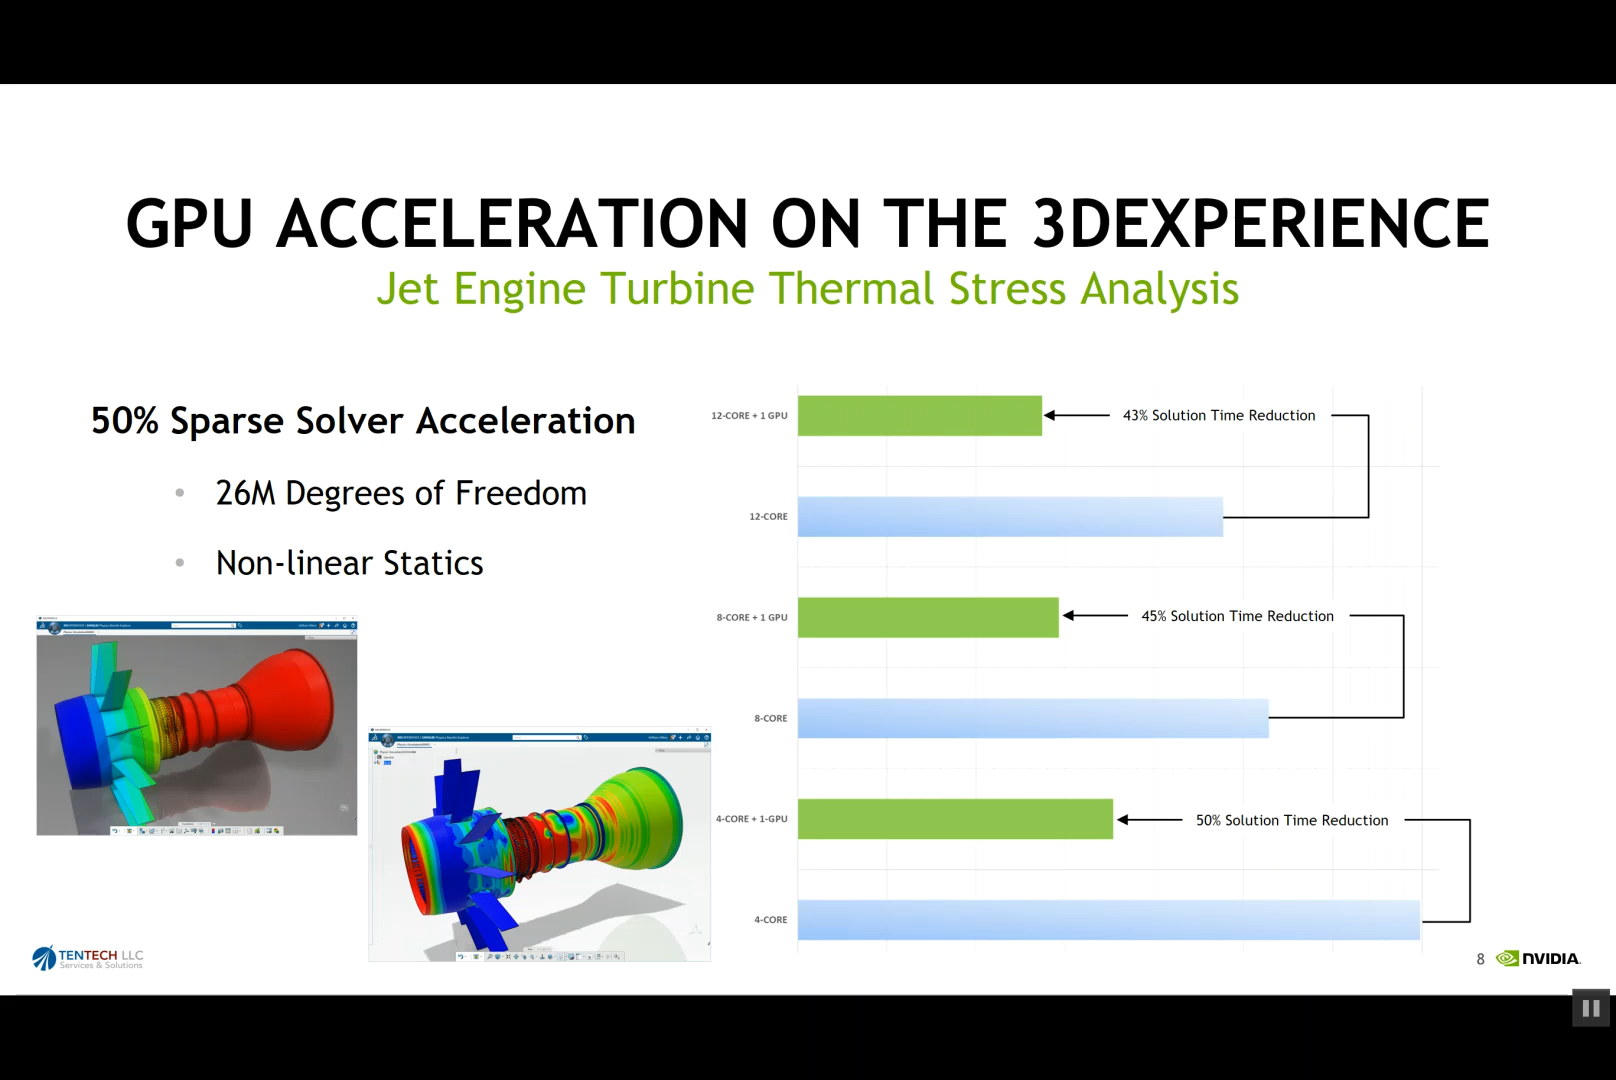 GPU ACCELERATION ON THE 3DEXPERIENCE
Jet Engine Turbine Thermal Stress Analysis
50% Sparse Solver Acceleration
• 26M Degrees of Freedom
• Non-linear Statics
12-CORE + 1 GPU
43% Solution Time Reduction
12-CORE
8-CORE + 1 GPU
45% Solution Time Reduction
8-CORE
4-CORE + 1-GPU
50% Solution Time Reduction
4-CORE
TENTECH LLC
Services & Solutions
8
NVIDIA.